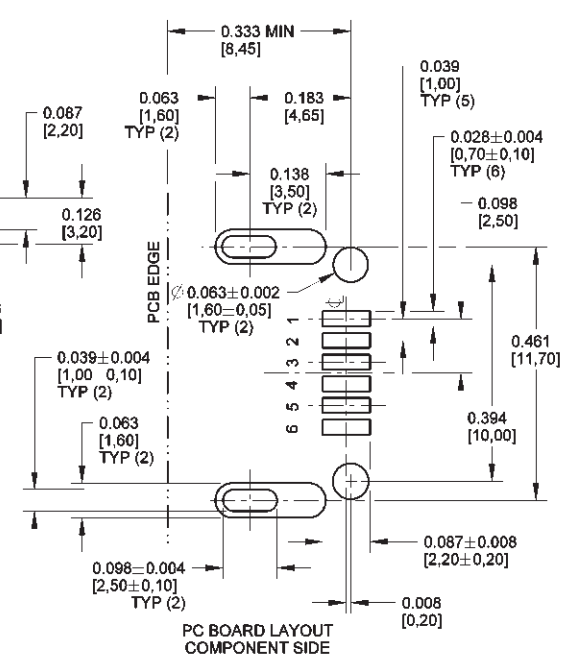 0.333 MIN
[8,45]
0.063
[1,60]
TYP (2)
0.183
[4,65]
0.039
[1,00]
TYP (5)
0.087
[2,20]
0.028±0.004
[0,70±0,10]
TYP (6)
0.138
[3,50]
TYP (2)
0.098
[2,50]
0.126
[3,20]
PCB EDGE
Ø 0.063±0.002
[1,60±0,05]
TYP (2)
1
2
3
4
5
6
0.461
[11,70]
0.039±0.004
[1,00 0,10]
TYP (2)
0.394
[10,00]
0.063
[1,60]
TYP (2)
0.087±0.008
[2,20±0,20]
0.098±0.004
[2,50±0,10]
TYP (2)
0.008
[0,20]
PC BOARD LAYOUT
COMPONENT SIDE